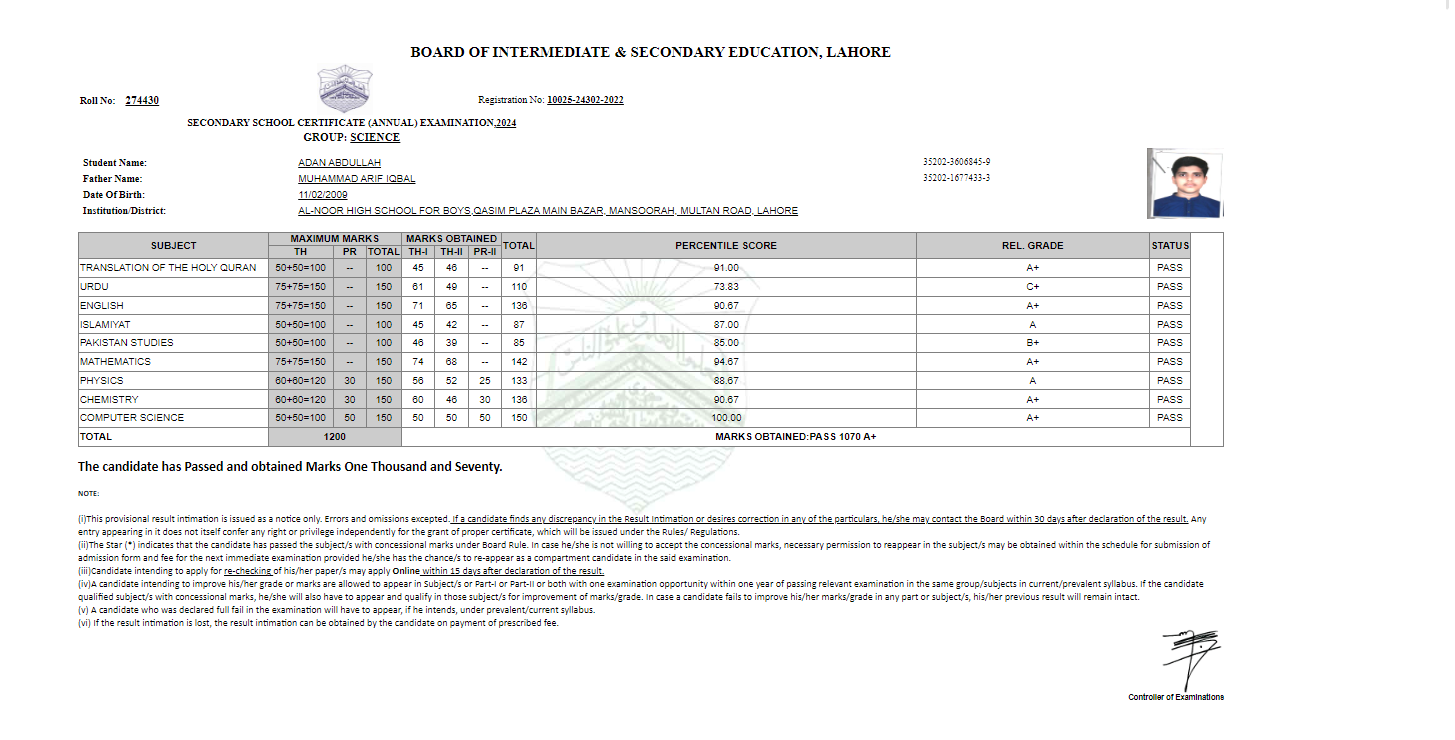 BOARD OF INTERMEDIATE & SECONDARY EDUCATION, LAHORE
Roll No: 274430 Registration No: 10025-24302-2022
SECONDARY SCHOOL CERTIFICATE (ANNUAL) EXAMINATION,2024
GROUP: SCIENCE
Student Name: ADAN ABDULLAH 35202-3606845-9
Father Name: MUHAMMAD ARIF IQBAL 35202-1677433-3
Date Of Birth: 11/02/2009
Institution/District: AL-NOOR HIGH SCHOOL FOR BOYS,QASIM PLAZA MAIN BAZAR, MANSOORAH, MULTAN ROAD, LAHORE
SUBJECT MAXIMUM MARKS MARKS OBTAINED TOTAL PERCENTILE SCORE REL. GRADE STATUS
TH PR TOTAL TH-I TH-II PR-II
TRANSLATION OF THE HOLY QURAN 50+50=100 -- 100 45 46 -- 91 91.00 A+ PASS
URDU 75+75=150 -- 150 61 49 -- 110 73.83 C+ PASS
ENGLISH 75+75=150 -- 150 71 65 -- 136 90.67 A+ PASS
ISLAMIYAT 50+50=100 -- 100 45 42 -- 87 87.00 A PASS
PAKISTAN STUDIES 50+50=100 -- 100 46 39 -- 85 85.00 B+ PASS
MATHEMATICS 75+75=150 -- 150 74 68 -- 142 94.67 A+ PASS
PHYSICS 60+60=120 30 150 56 52 25 133 88.67 A PASS
CHEMISTRY 60+60=120 30 150 60 46 30 136 90.67 A+ PASS
COMPUTER SCIENCE 50+50=100 50 150 50 50 50 150 100.00 A+ PASS
TOTAL 1200 MARKS OBTAINED:PASS 1070 A+
The candidate has Passed and obtained Marks One Thousand and Seventy.
NOTE:
(i)This provisional result intimation is issued as a notice only. Errors and omissions excepted. If a candidate finds any discrepancy in the Result Intimation or desires correction in any of the particulars, he/she may contact the Board within 30 days after declaration of the result. Any
entry appearing in it does not itself confer any right or privilege independently for the grant of proper certificate, which will be issued under the Rules/ Regulations.
(ii)The Star (*) indicates that the candidate has passed the subject/s with concessional marks under Board Rule. In case he/she is not willing to accept the concessional marks, necessary permission to reappear in the subject/s may be obtained within the schedule for submission of
admission form and fee for the next immediate examination provided he/she has the chance/s to re-appear as a compartment candidate in the said examination.
(iii)Candidate intending to apply for re-checking of his/her paper/s may apply Online within 15 days after declaration of the result.
(iv)A candidate intending to improve his/her grade or marks are allowed to appear in Subject/s or Part-I or Part-II or both with one examination opportunity within one year of passing relevant examination in the same group/subjects in current/prevalent syllabus. If the candidate
qualified subject/s with concessional marks, he/she will also have to appear and qualify in those subject/s for improvement of marks/grade. In case a candidate fails to improve his/her marks/grade in any part or subject/s, his/her previous result will remain intact.
(v) A candidate who was declared full fail in the examination will have to appear, if he intends, under prevalent/current syllabus.
(vi) If the result intimation is lost, the result intimation can be obtained by the candidate on payment of prescribed fee.
Controller of Examinations